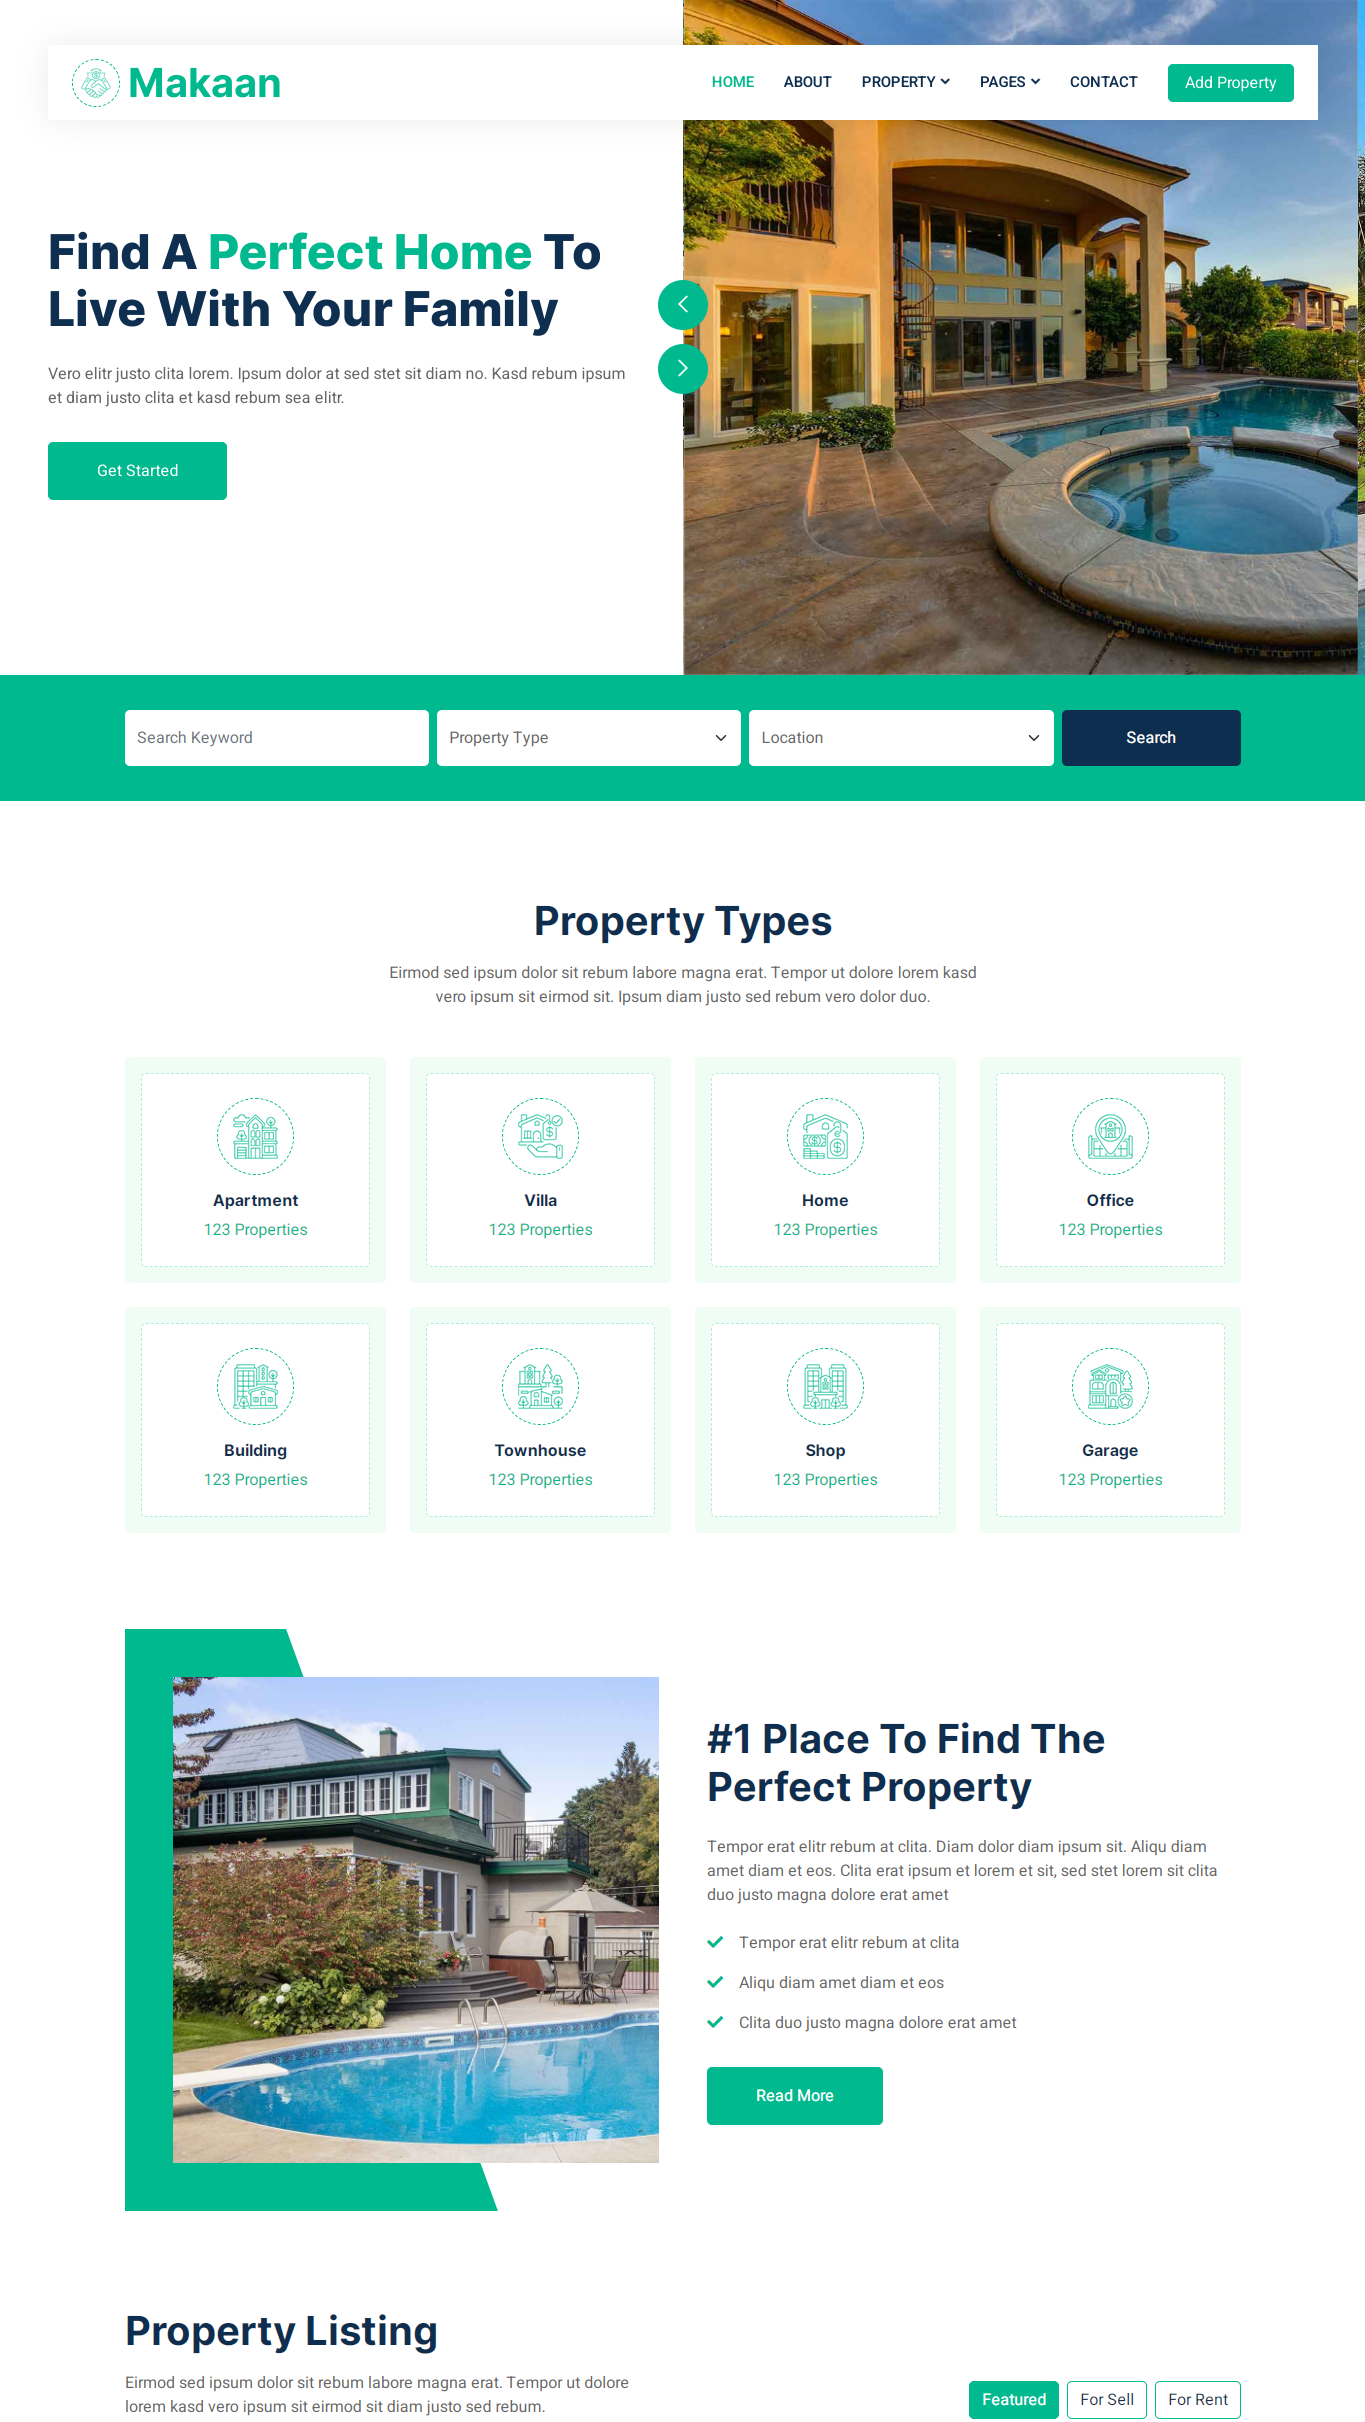 Makaan
HOME ABOUT PROPERTY PAGES CONTACT Add Property
Find A Perfect Home To
Live With Your Family
Vero elitr justo clita lorem. Ipsum dolor at sed stet sit diam no. Kasd rebum ipsum
et diam justo clita et kasd rebum sea elitr.
Get Started
Search Keyword Property Type Location Search
Property Types
Eirmod sed ipsum dolor sit rebum labore magna erat. Tempor ut dolore lorem kasd
vero ipsum sit eirmod sit. Ipsum diam justo sed rebum vero dolor duo.
Apartment Villa Home Office
123 Properties 123 Properties 123 Properties 123 Properties
Building Townhouse Shop Garage
123 Properties 123 Properties 123 Properties 123 Properties
#1 Place To Find The
Perfect Property
Tempor erat elitr rebum at clita. Diam dolor diam ipsum sit. Aliqu diam
amet diam et eos. Clita erat ipsum et lorem et sit, sed stet lorem sit clita
duo justo magna dolore erat amet
Tempor erat elitr rebum at clita
Aliqu diam amet diam et eos
Clita duo justo magna dolore erat amet
Read More
Property Listing
Eirmod sed ipsum dolor sit rebum labore magna erat. Tempor ut dolore
lorem kasd vero ipsum sit eirmod sit diam justo sed rebum.
Featured For Sell For Rent